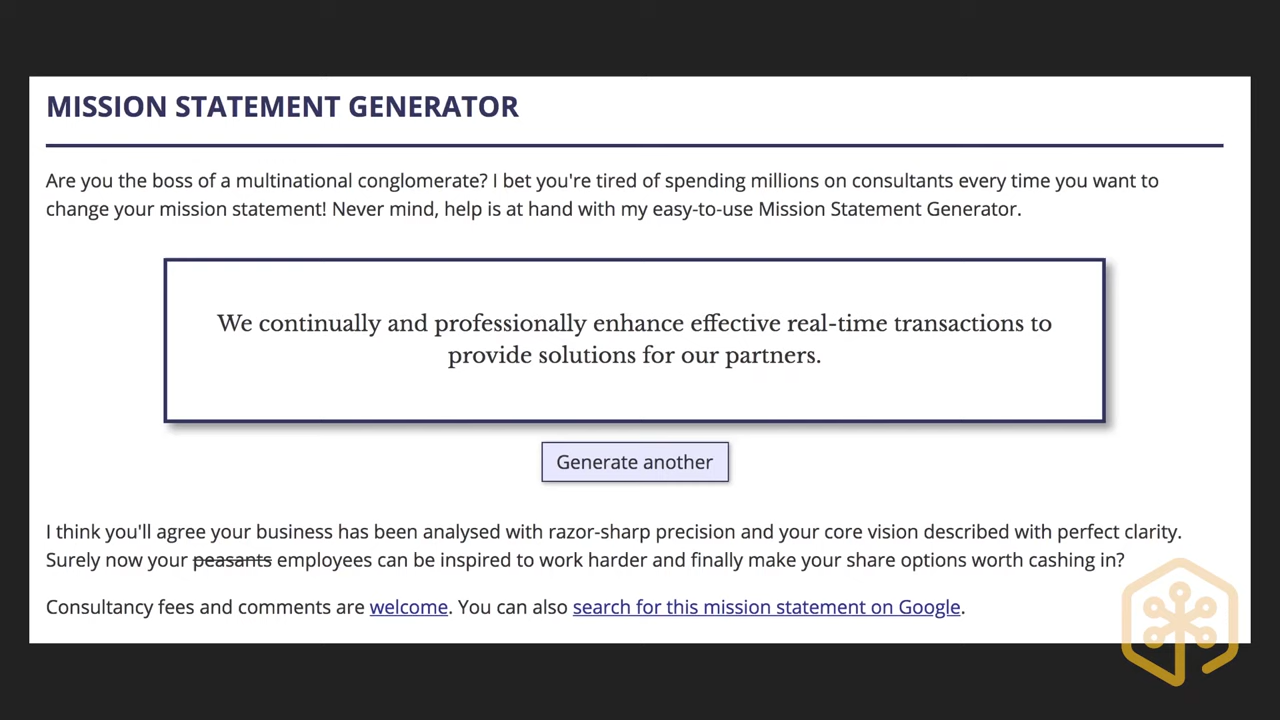 MISSION STATEMENT GENERATOR
Are you the boss of a multinational conglomerate? I bet you're tired of spending millions on consultants every time you want to
change your mission statement! Never mind, help is at hand with my easy-to-use Mission Statement Generator.
We continually and professionally enhance effective real-time transactions to
provide solutions for our partners.
Generate another
I think you'll agree your business has been analysed with razor-sharp precision and your core vision described with perfect clarity.
Surely now your peasants employees can be inspired to work harder and finally make your share options worth cashing in?
Consultancy fees and comments are welcome. You can also search for this mission statement on Google.